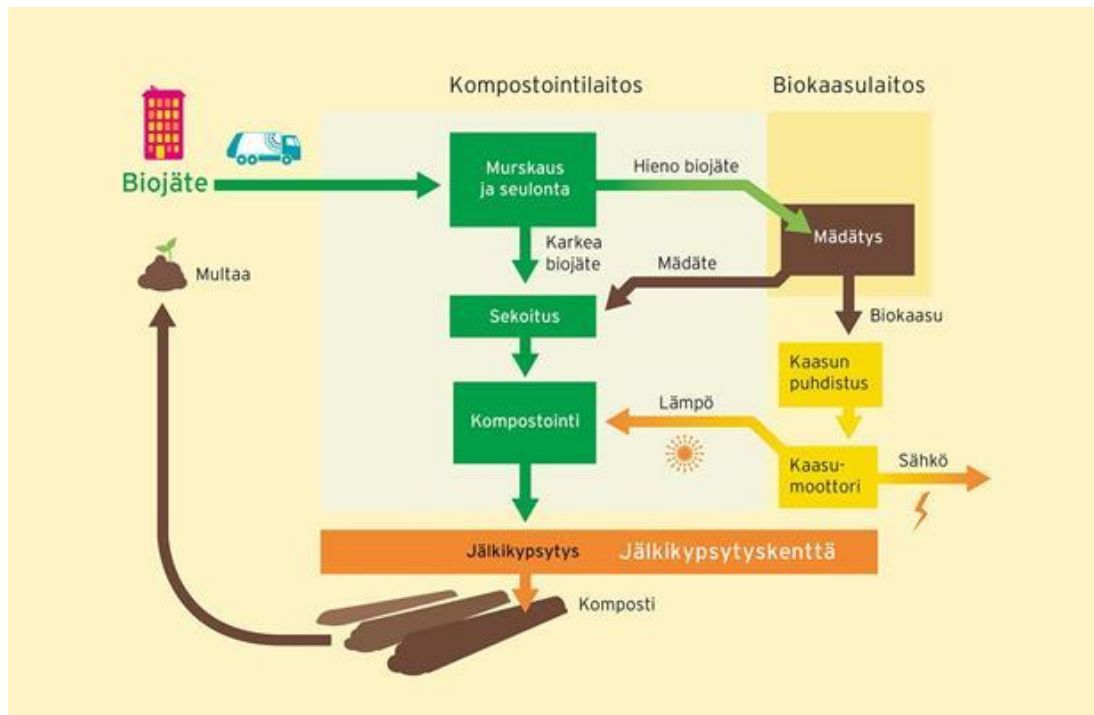 Kompostointilaitos
Biokaasulaitos
Biojäte
Murskaus
ja seulonta
Hieno biojäte
Mädätys
Karkea
biojäte
Mädäte
Multaa
Sekoitus
Biokaasu
Kaasun
puhdistus
Kompostointi
Lämpö
Kaasu-
moottori
Sähkö
Jälkikypsytys
Jälkikypsytyskenttä
Komposti